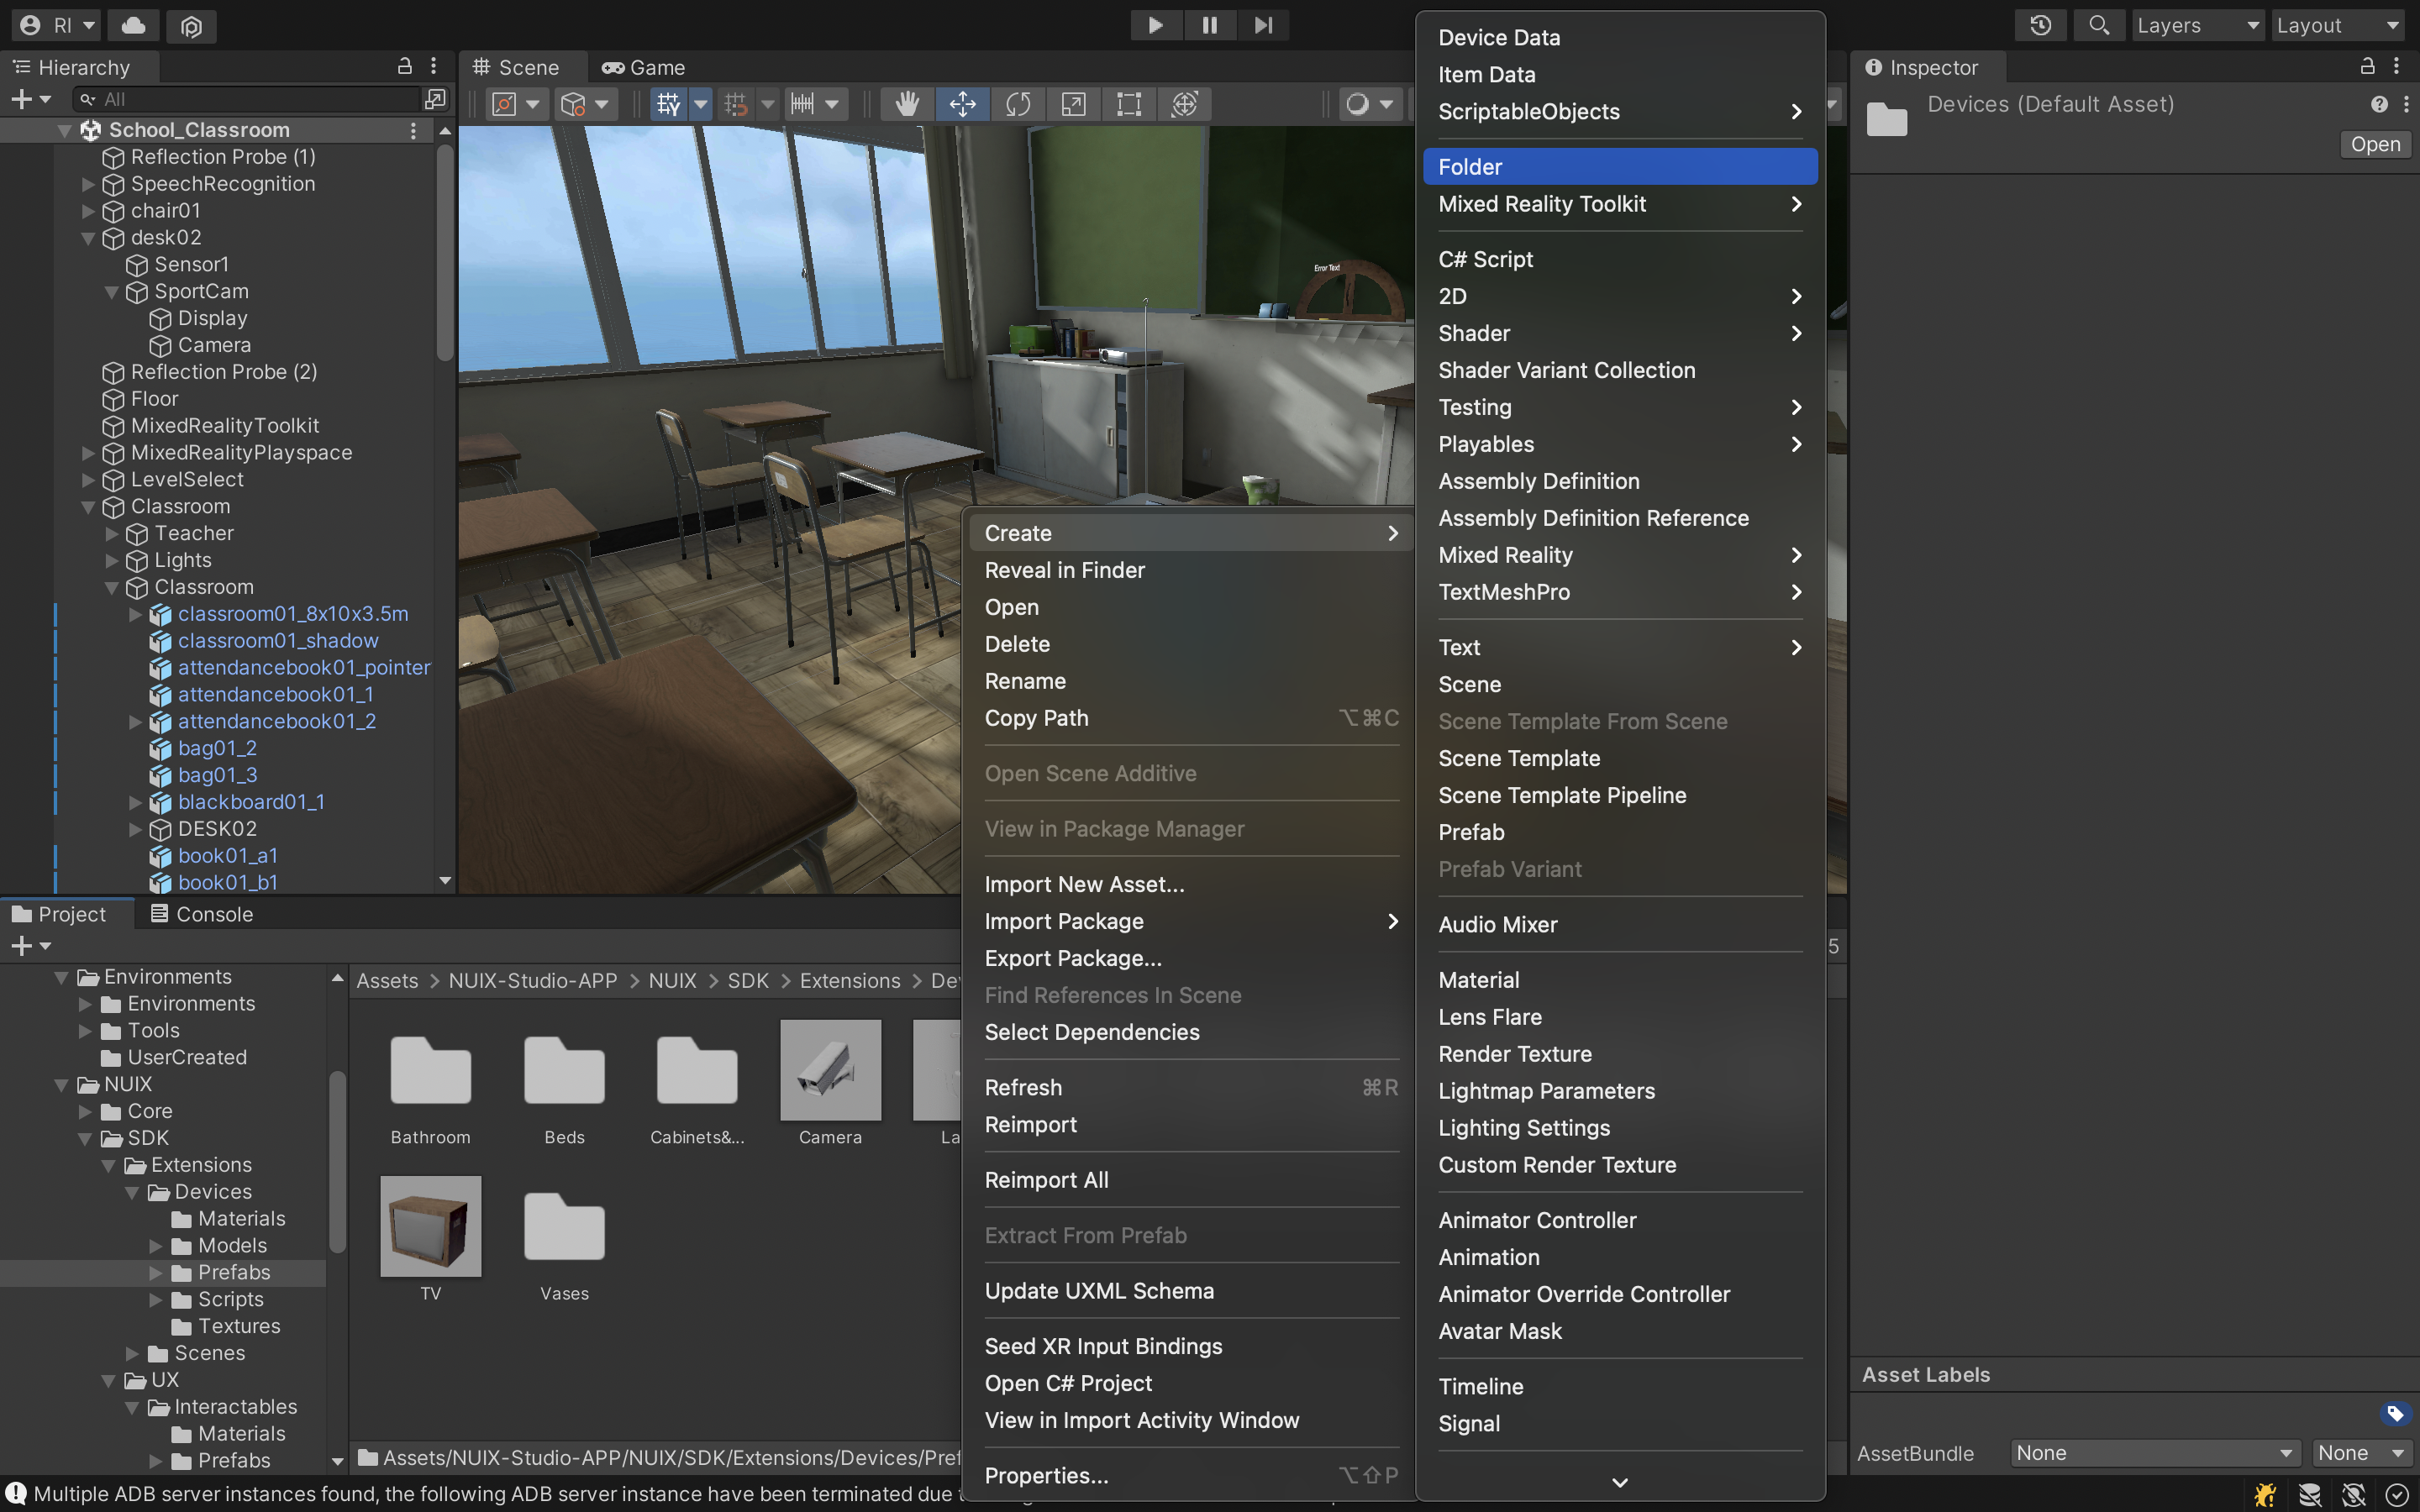 RI
Layers
Layout
Hierarchy
All
School_Classroom
Reflection Probe (1)
SpeechRecognition
chair01
desk02
Sensor1
SportCam
Display
Camera
Reflection Probe (2)
Floor
MixedRealityToolkit
MixedRealityPlayspace
LevelSelect
Classroom
Teacher
Lights
Classroom
classroom01_8x10x3.5m
classroom01_shadow
attendancebook01_pointer
attendancebook01_1
attendancebook01_2
bag01_2
bag01_3
blackboard01_1
DESK02
book01_a1
book01_b1
Scene
Game
Error Text
Create
Reveal in Finder
Open
Delete
Rename
Copy Path ⌥⌘C
Open Scene Additive
View in Package Manager
Import New Asset...
Import Package
Export Package...
Find References In Scene
Select Dependencies
Refresh ⌘R
Reimport
Reimport All
Extract From Prefab
Update UXML Schema
Seed XR Input Bindings
Open C# Project
View in Import Activity Window
Properties... ⌥⇧P
Device Data
Item Data
ScriptableObjects
Folder
Mixed Reality Toolkit
C# Script
2D
Shader
Shader Variant Collection
Testing
Playables
Assembly Definition
Assembly Definition Reference
Mixed Reality
TextMeshPro
Text
Scene
Scene Template From Scene
Scene Template
Scene Template Pipeline
Prefab
Prefab Variant
Audio Mixer
Material
Lens Flare
Render Texture
Lightmap Parameters
Lighting Settings
Custom Render Texture
Animator Controller
Animation
Animator Override Controller
Avatar Mask
Timeline
Signal
Inspector
Devices (Default Asset)
Open
Asset Labels
AssetBundle None None
Project
Console
5
Environments
Environments
Tools
UserCreated
NUIX
Core
SDK
Extensions
Devices
Materials
Models
Prefabs
Scripts
Textures
Scenes
UX
Interactables
Materials
Prefabs
Assets > NUIX-Studio-APP > NUIX > SDK > Extensions > De
Bathroom
Beds
Cabinets&...
Camera
La
TV
Vases
Assets/NUIX-Studio-APP/NUIX/SDK/Extensions/Devices/Pref
Multiple ADB server instances found, the following ADB server instance have been terminated due t